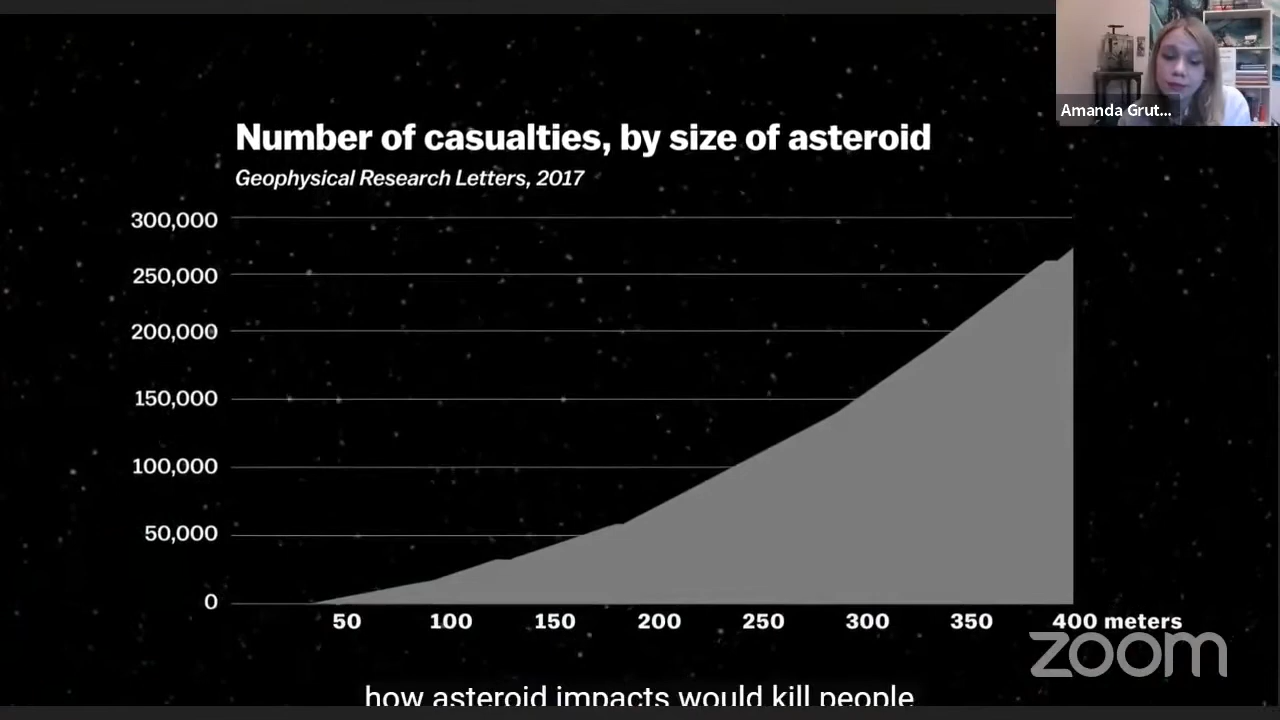 Amanda Grut...
Number of casualties, by size of asteroid
Geophysical Research Letters, 2017
300,000
250,000
200,000
150,000
100,000
50,000
0
50 100 150 200 250 300 350 400 meters
zoom
how asteroid impacts would kill people